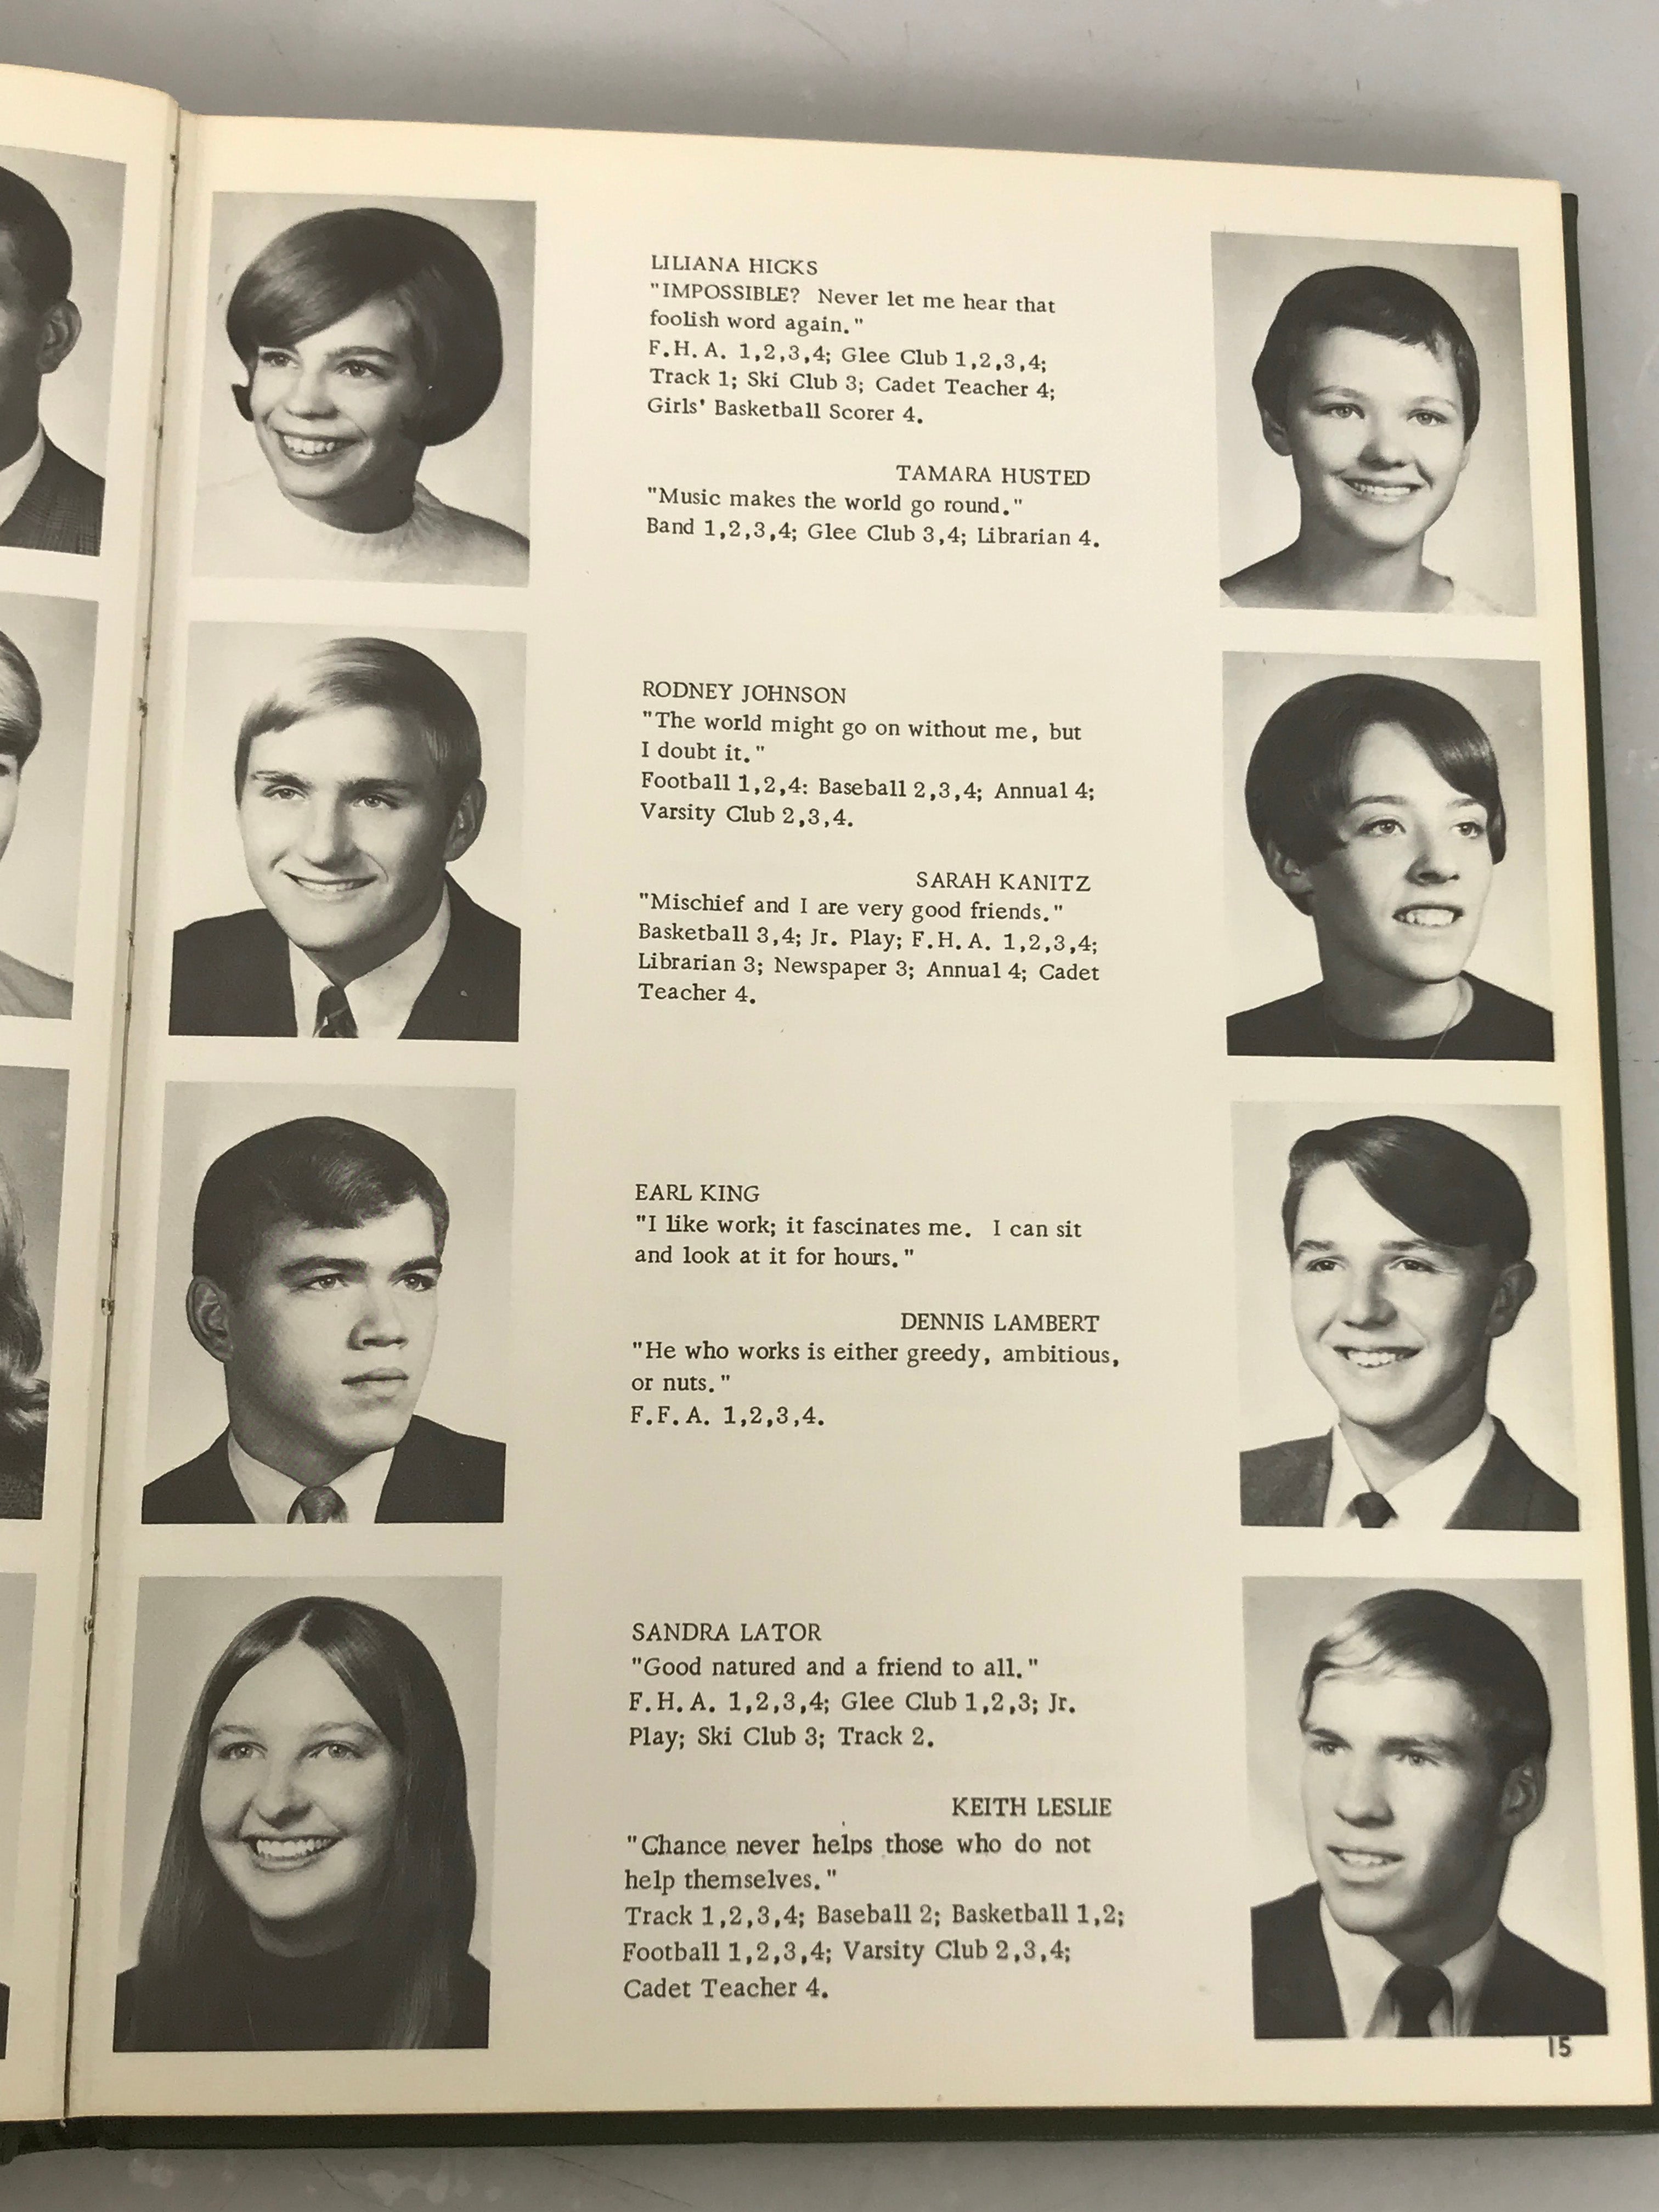 LILIANA HICKS
"IMPOSSIBLE? Never let me hear that
foolish word again."
F.H.A. 1,2,3,4; Glee Club 1,2,3,4;
Track 1; Ski Club 3; Cadet Teacher 4;
Girls' Basketball Scorer 4.
TAMARA HUSTED
"Music makes the world go round."
Band 1,2,3,4; Glee Club 3,4; Librarian 4.
RODNEY JOHNSON
"The world might go on without me, but
I doubt it."
Football 1,2,4: Baseball 2,3,4; Annual 4;
Varsity Club 2,3,4.
SARAH KANITZ
"Mischief and I are very good friends."
Basketball 3,4; Jr. Play; F.H.A. 1,2,3,4;
Librarian 3; Newspaper 3; Annual 4; Cadet
Teacher 4.
EARL KING
"I like work; it fascinates me. I can sit
and look at it for hours."
DENNIS LAMBERT
"He who works is either greedy, ambitious,
or nuts."
F.F.A. 1,2,3,4.
SANDRA LATOR
"Good natured and a friend to all."
F.H.A. 1,2,3,4; Glee Club 1,2,3; Jr.
Play; Ski Club 3; Track 2.
KEITH LESLIE
"Chance never helps those who do not
help themselves."
Track 1,2,3,4; Baseball 2; Basketball 1,2;
Football 1,2,3,4; Varsity Club 2,3,4;
Cadet Teacher 4.
15